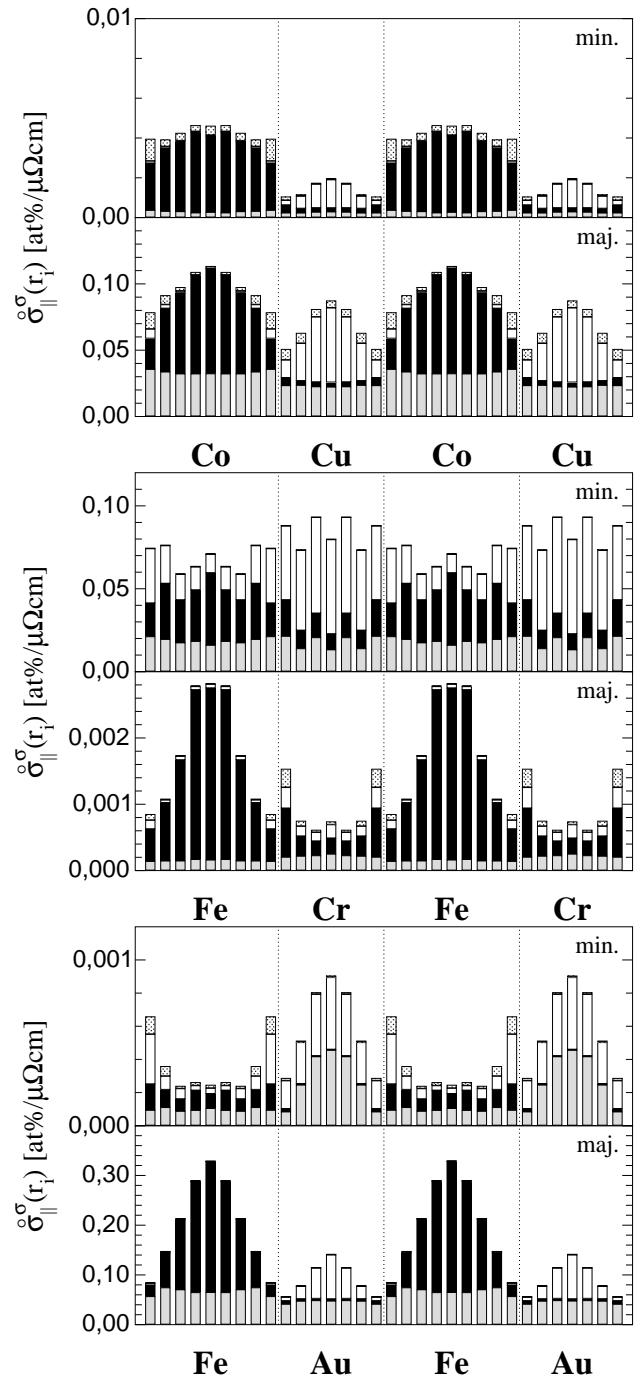 0,01
min.
0,00
maj.
0,10
0,05
0,00
σ̊∥σ(ri) [at%/μΩcm]
Co Cu Co Cu
min.
0,10
0,05
0,00
maj.
0,002
0,001
0,000
σ̊∥σ(ri) [at%/μΩcm]
Fe Cr Fe Cr
min.
0,001
0,000
maj.
0,30
0,20
0,10
0,00
σ̊∥σ(ri) [at%/μΩcm]
Fe Au Fe Au